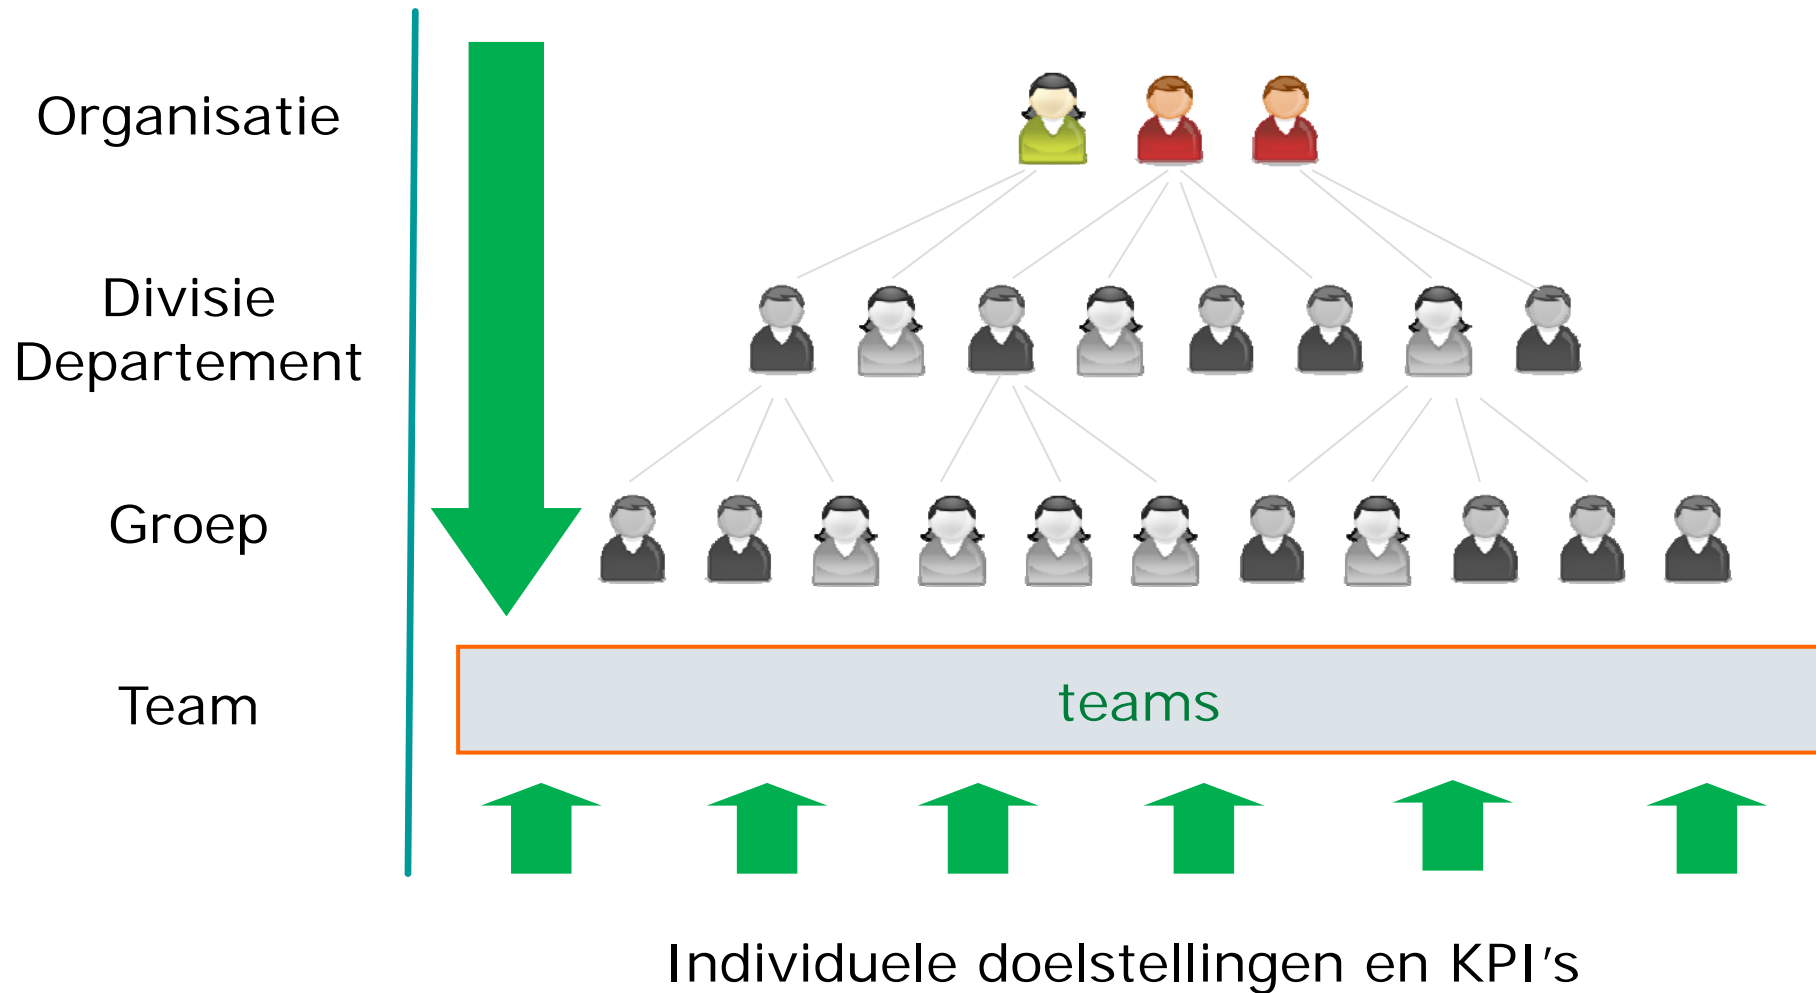 Organisatie
Divisie
Departement
Groep
Team
teams
Individuele doelstellingen en KPI's